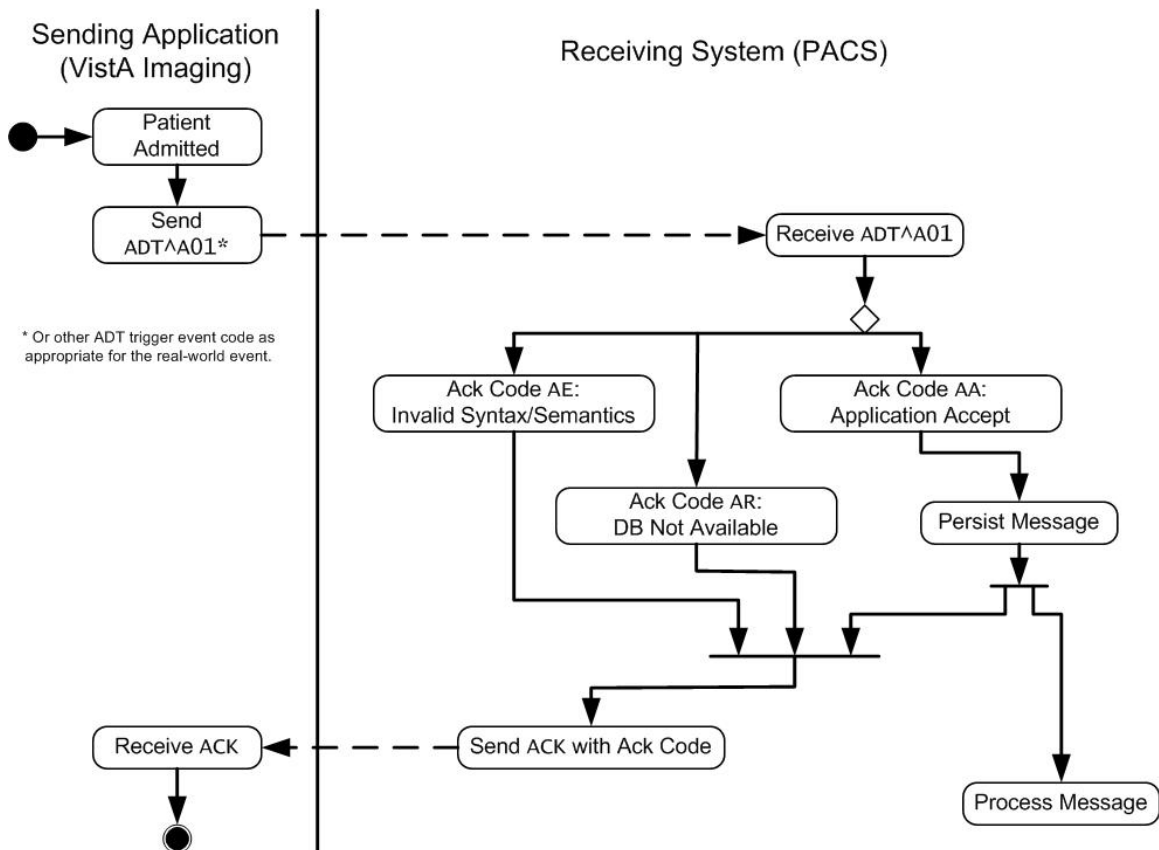 Sending Application
(VistA Imaging)
Receiving System (PACS)
Patient
Admitted
Send
ADT^A01*
Receive ADT^A01
* Or other ADT trigger event code as
appropriate for the real-world event.
Ack Code AE:
Invalid Syntax/Semantics
Ack Code AA:
Application Accept
Ack Code AR:
DB Not Available
Persist Message
Receive ACK
Send ACK with Ack Code
Process Message